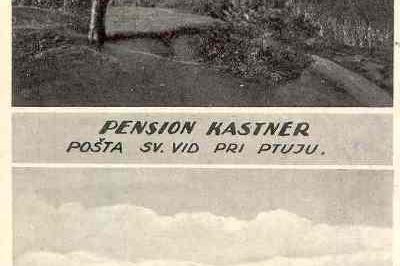 PENSION KASTNER
POŠTA SV. VID PRI PTUJU.